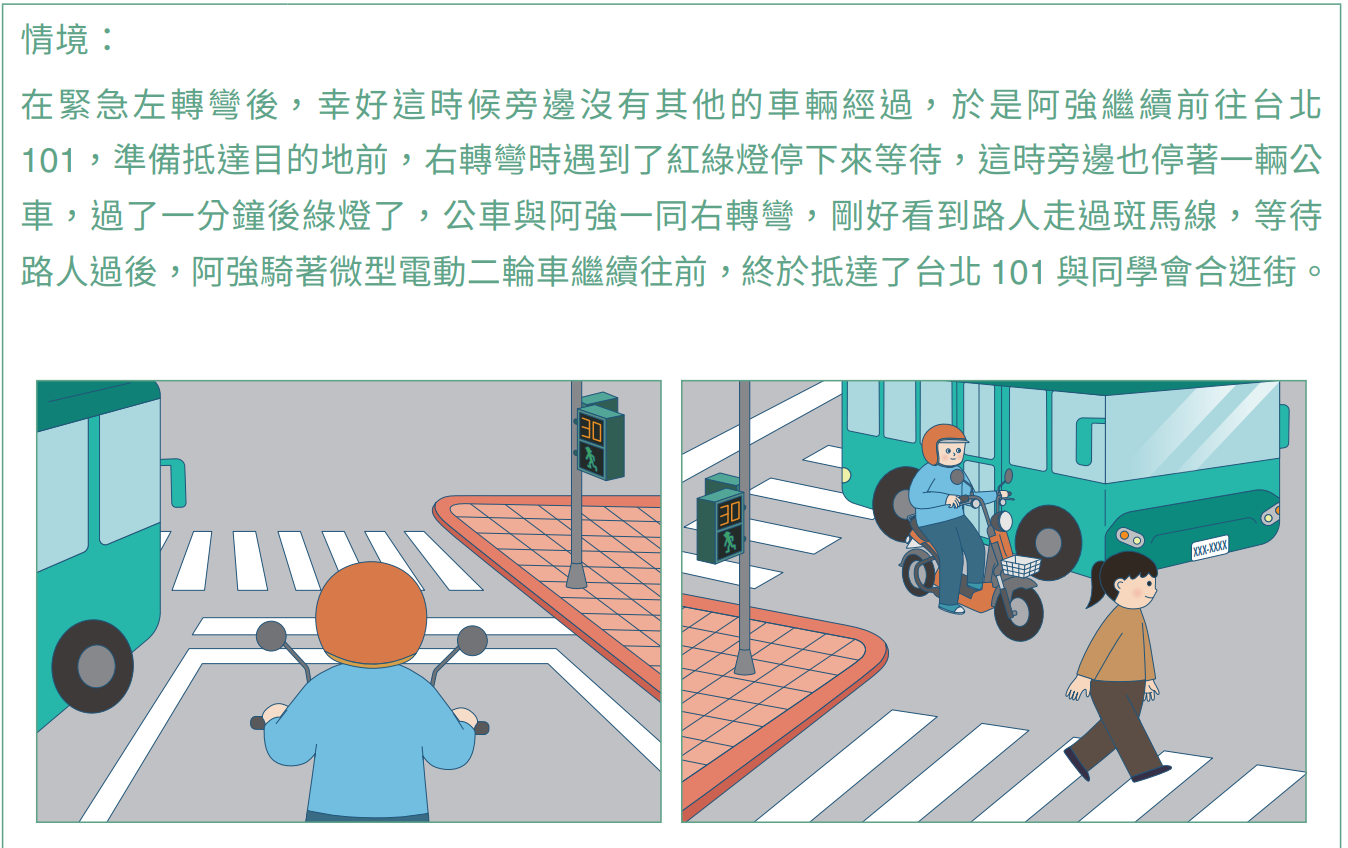 情境：
在緊急左轉彎後，幸好這時候旁邊沒有其他的車輛經過，於是阿強繼續前往台北
101，準備抵達目的地前，右轉彎時遇到了紅綠燈停下來等待，這時旁邊也停著一輛公
車，過了一分鐘後綠燈了，公車與阿強一同右轉彎，剛好看到路人走過斑馬線，等待
路人過後，阿強騎著微型電動二輪車繼續往前，終於抵達了台北 101 與同學會合逛街。
30
30
XXX-XXXX